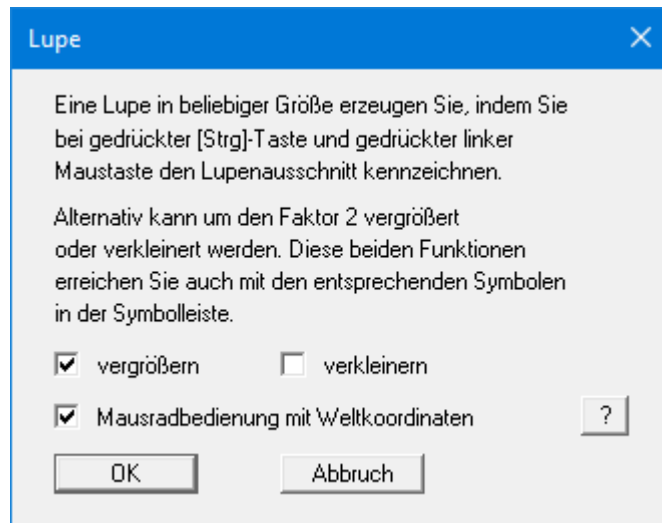 Lupe
Eine Lupe in beliebiger Größe erzeugen Sie, indem Sie
bei gedrückter [Strg]-Taste und gedrückter linker
Maustaste den Lupenausschnitt kennzeichnen.
Alternativ kann um den Faktor 2 vergrößert
oder verkleinert werden. Diese beiden Funktionen
erreichen Sie auch mit den entsprechenden Symbolen
in der Symbolleiste.
vergrößern verkleinern
Mausradbedienung mit Weltkoordinaten ?
OK Abbruch